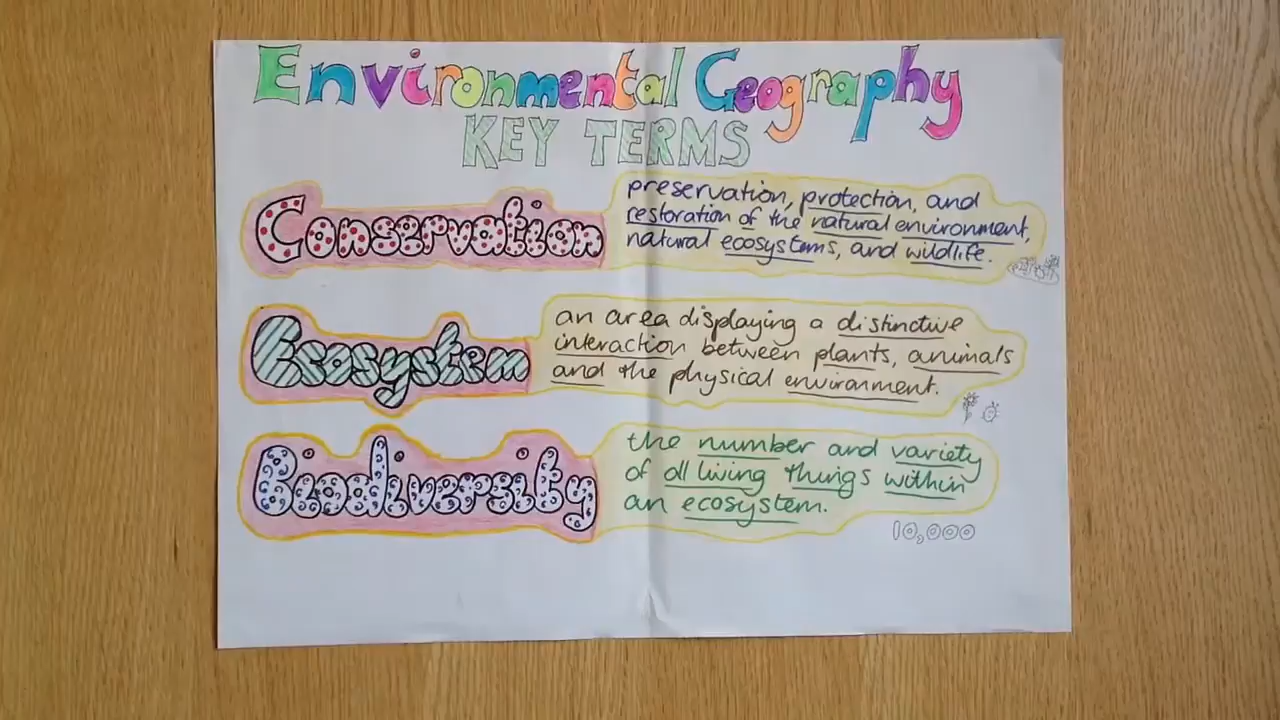 Environmental Geography
KEY TERMS
Conservation
preservation, protection, and
restoration of the natural environment,
natural ecosystems, and wildlife.
Ecosystem
an area displaying a distinctive
interaction between plants, animals
and the physical environment.
Biodiversity
the number and variety
of all living things within
an ecosystem.
10,000